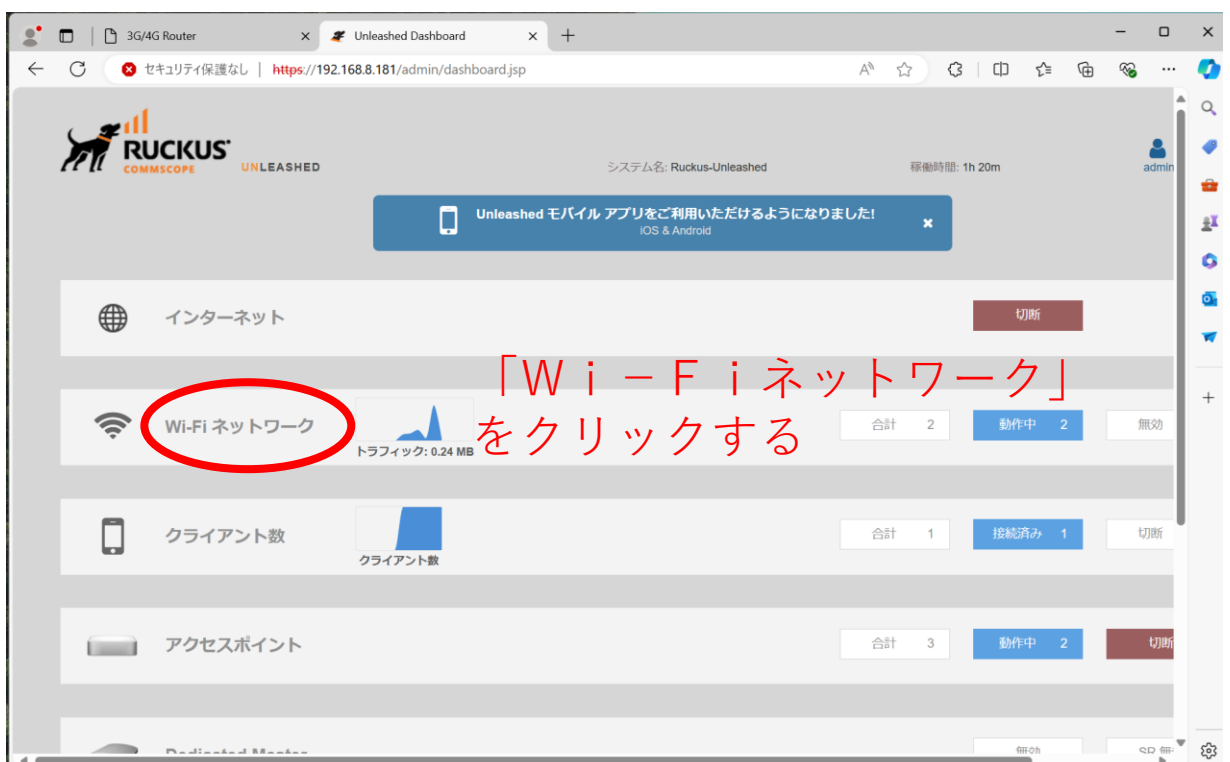 3G/4G Router
Unleashed Dashboard
セキュリティ保護なし | https://192.168.8.181/admin/dashboard.jsp
RUCKUS
COMMSCOPE
UNLEASHED
システム名: Ruckus-Unleashed
稼働時間: 1h 20m
admin
Unleashed モバイル アプリをご利用いただけるようになりました!
iOS & Android
インターネット
切断
「Ｗｉ－Ｆｉネットワーク」
をクリックする
Wi-Fi ネットワーク
トラフィック: 0.24 MB
合計 2
動作中 2
無効
クライアント数
クライアント数
合計 1
接続済み 1
切断
アクセスポイント
合計 3
動作中 2
切断
Dedicated Master
無効
SR 無